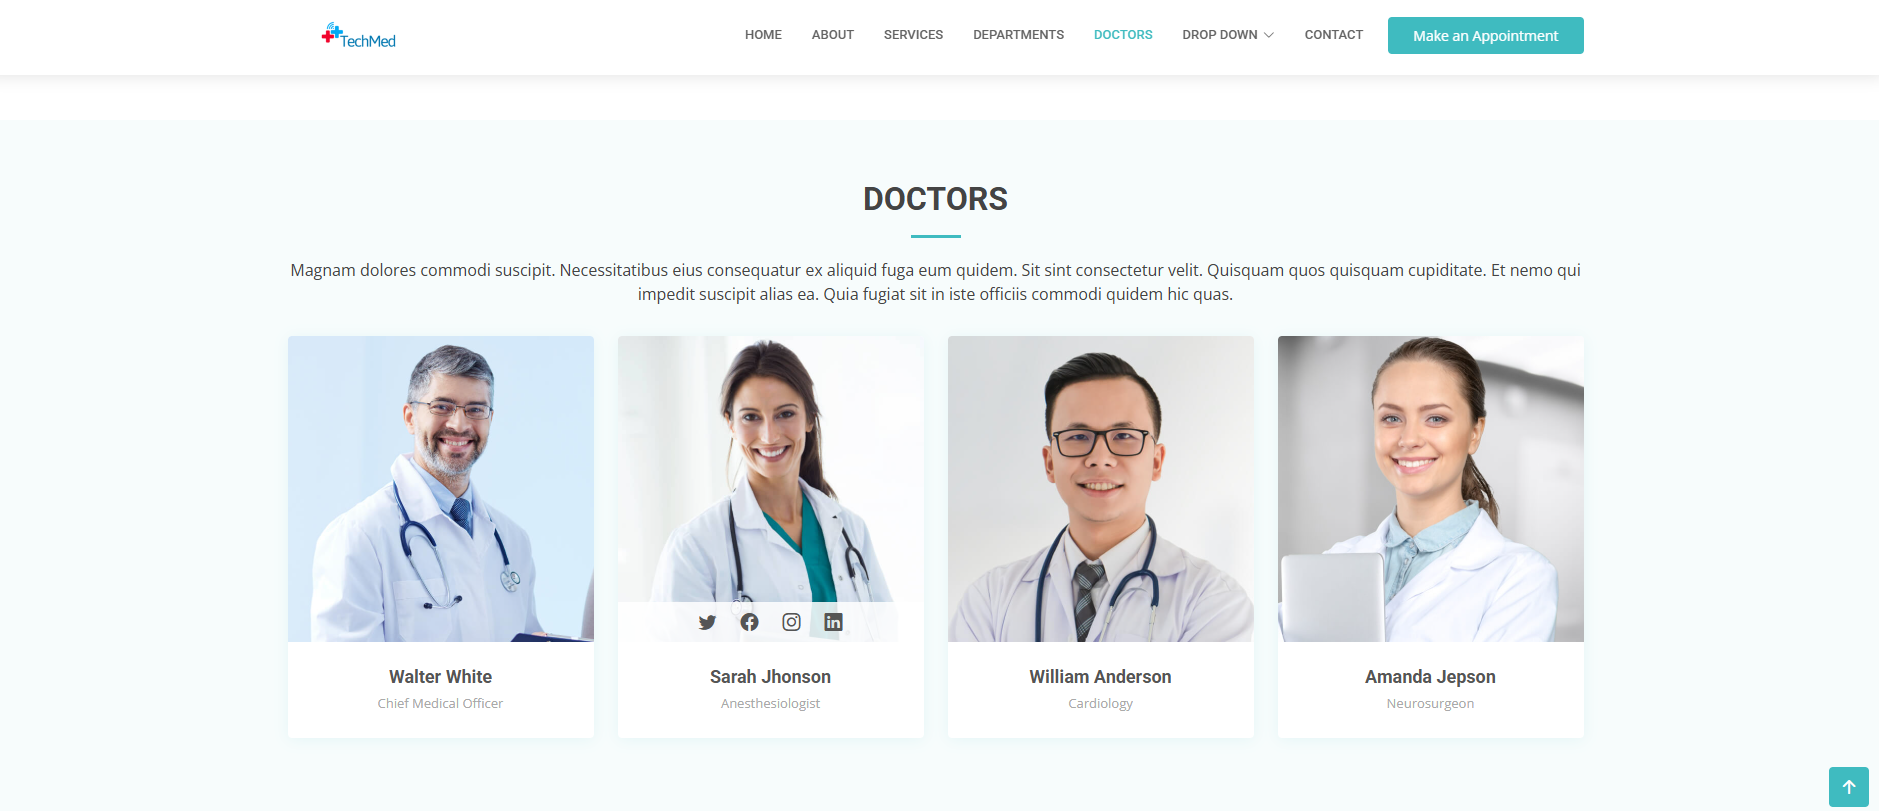 TechMed
HOME ABOUT SERVICES DEPARTMENTS DOCTORS DROP DOWN CONTACT Make an Appointment
DOCTORS
Magnam dolores commodi suscipit. Necessitatibus eius consequatur ex aliquid fuga eum quidem. Sit sint consectetur velit. Quisquam quos quisquam cupiditate. Et nemo qui
impedit suscipit alias ea. Quia fugiat sit in iste officiis commodi quidem hic quas.
Walter White
Chief Medical Officer
Sarah Jhonson
Anesthesiologist
William Anderson
Cardiology
Amanda Jepson
Neurosurgeon